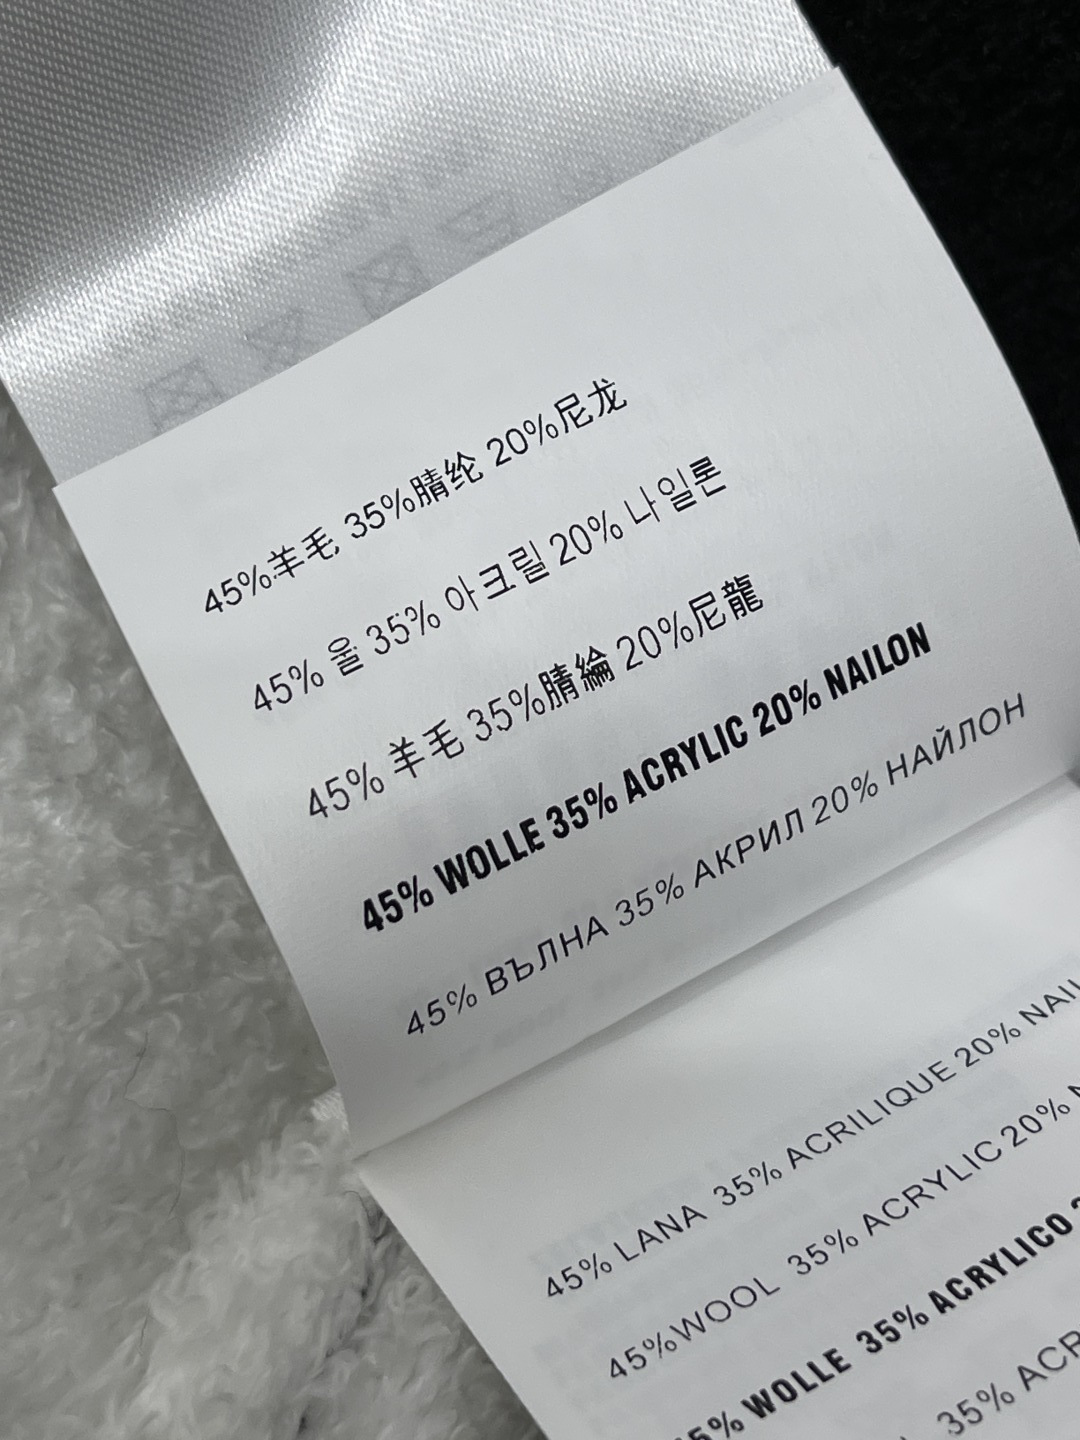 45%羊毛 35%腈纶 20%尼龙
45% 울 35% 아크릴 20% 나일론
45% 羊毛 35%腈綸 20%尼龍
45% WOLLE 35% ACRYLIC 20% NAILON
45% ВЪЛНА 35% АКРИЛ 20% НАЙЛОН
45% LANA 35% ACRILIQUE 20%
45%WOOL 35% ACRYLIC 20%
WOLLE 35% ACRYLICO
35%